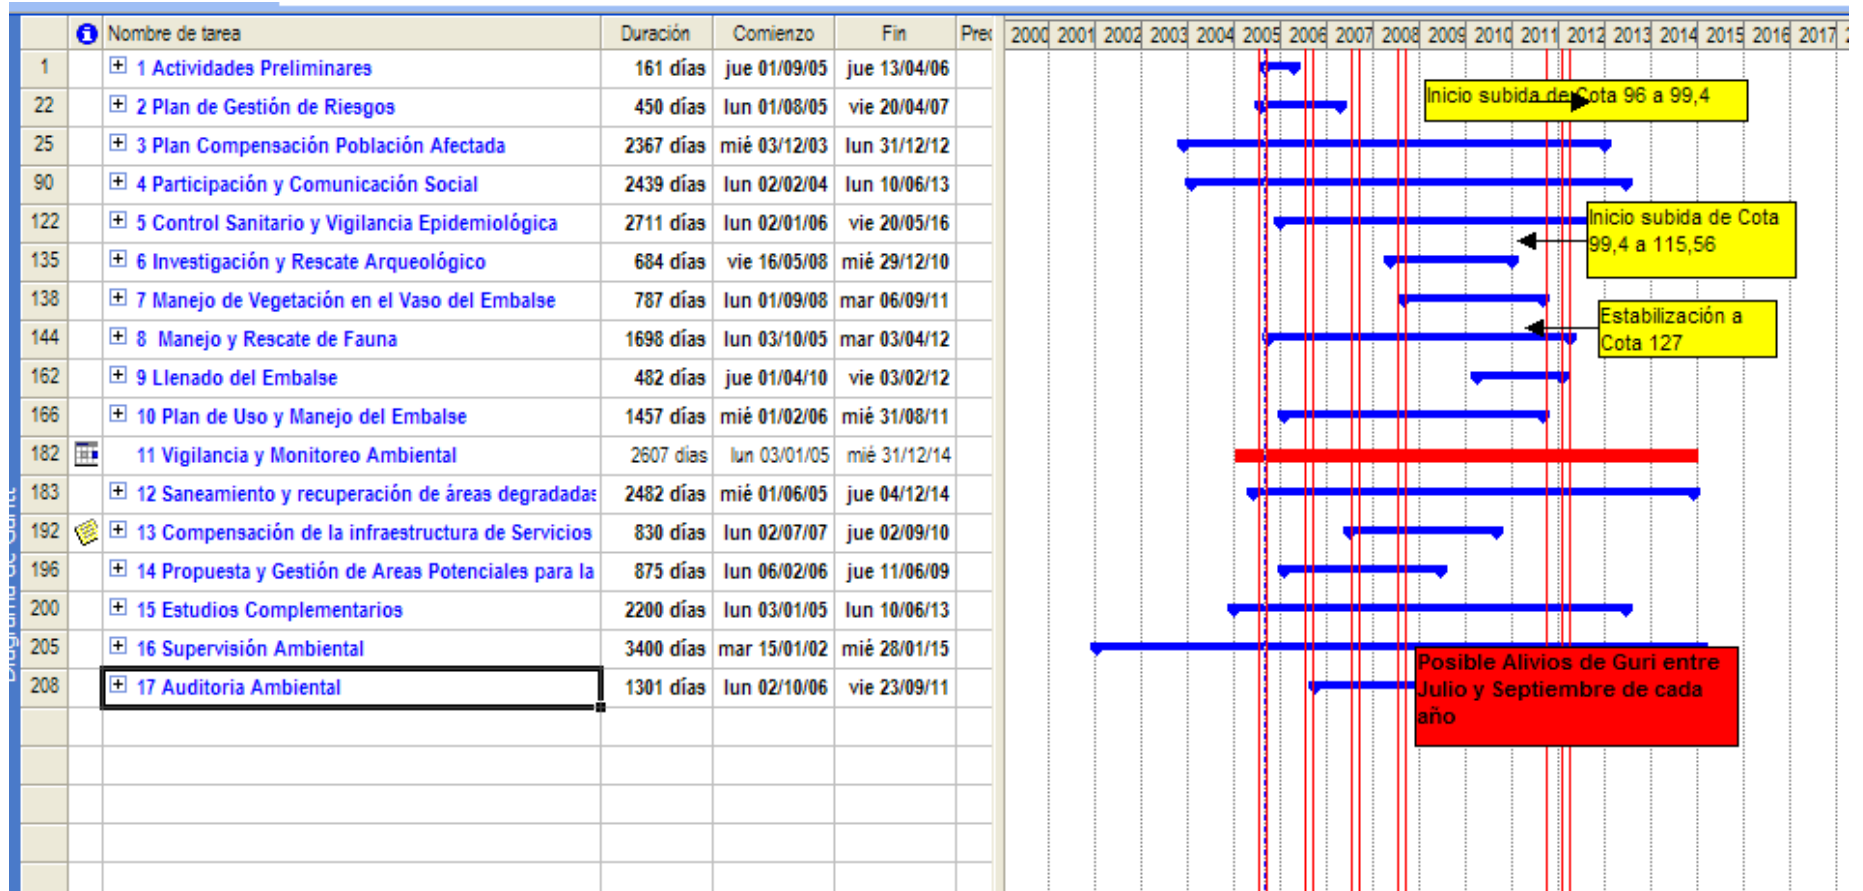 Nombre de tarea Duración Comienzo Fin Pred 2000 2001 2002 2003 2004 2005 2006 2007 2008 2009 2010 2011 2012 2013 2014 2015 2016 2017 2
1 1 Actividades Preliminares 161 días jue 01/09/05 jue 13/04/06
22 2 Plan de Gestión de Riesgos 450 días lun 01/08/05 vie 20/04/07
Inicio subida de Cota 96 a 99,4
25 3 Plan Compensación Población Afectada 2367 días mié 03/12/03 lun 31/12/12
90 4 Participación y Comunicación Social 2439 días lun 02/02/04 lun 10/06/13
122 5 Control Sanitario y Vigilancia Epidemiológica 2711 días lun 02/01/06 vie 20/05/16
Inicio subida de Cota
99,4 a 115,56
135 6 Investigación y Rescate Arqueológico 684 días vie 16/05/08 mié 29/12/10
138 7 Manejo de Vegetación en el Vaso del Embalse 787 días lun 01/09/08 mar 06/09/11
Estabilización a
Cota 127
144 8 Manejo y Rescate de Fauna 1698 días lun 03/10/05 mar 03/04/12
162 9 Llenado del Embalse 482 días jue 01/04/10 vie 03/02/12
166 10 Plan de Uso y Manejo del Embalse 1457 días mié 01/02/06 mié 31/08/11
182 11 Vigilancia y Monitoreo Ambiental 2607 días lun 03/01/05 mié 31/12/14
183 12 Saneamiento y recuperación de áreas degradadas 2482 días mié 01/06/05 jue 04/12/14
192 13 Compensación de la infraestructura de Servicios 830 días lun 02/07/07 jue 02/09/10
196 14 Propuesta y Gestión de Areas Potenciales para la 875 días lun 06/02/06 jue 11/06/09
200 15 Estudios Complementarios 2200 días lun 03/01/05 lun 10/06/13
205 16 Supervisión Ambiental 3400 días mar 15/01/02 mié 28/01/15
208 17 Auditoria Ambiental 1301 días lun 02/10/06 vie 23/09/11
Posible Alivios de Guri entre
Julio y Septiembre de cada
año
Diagrama de Gantt